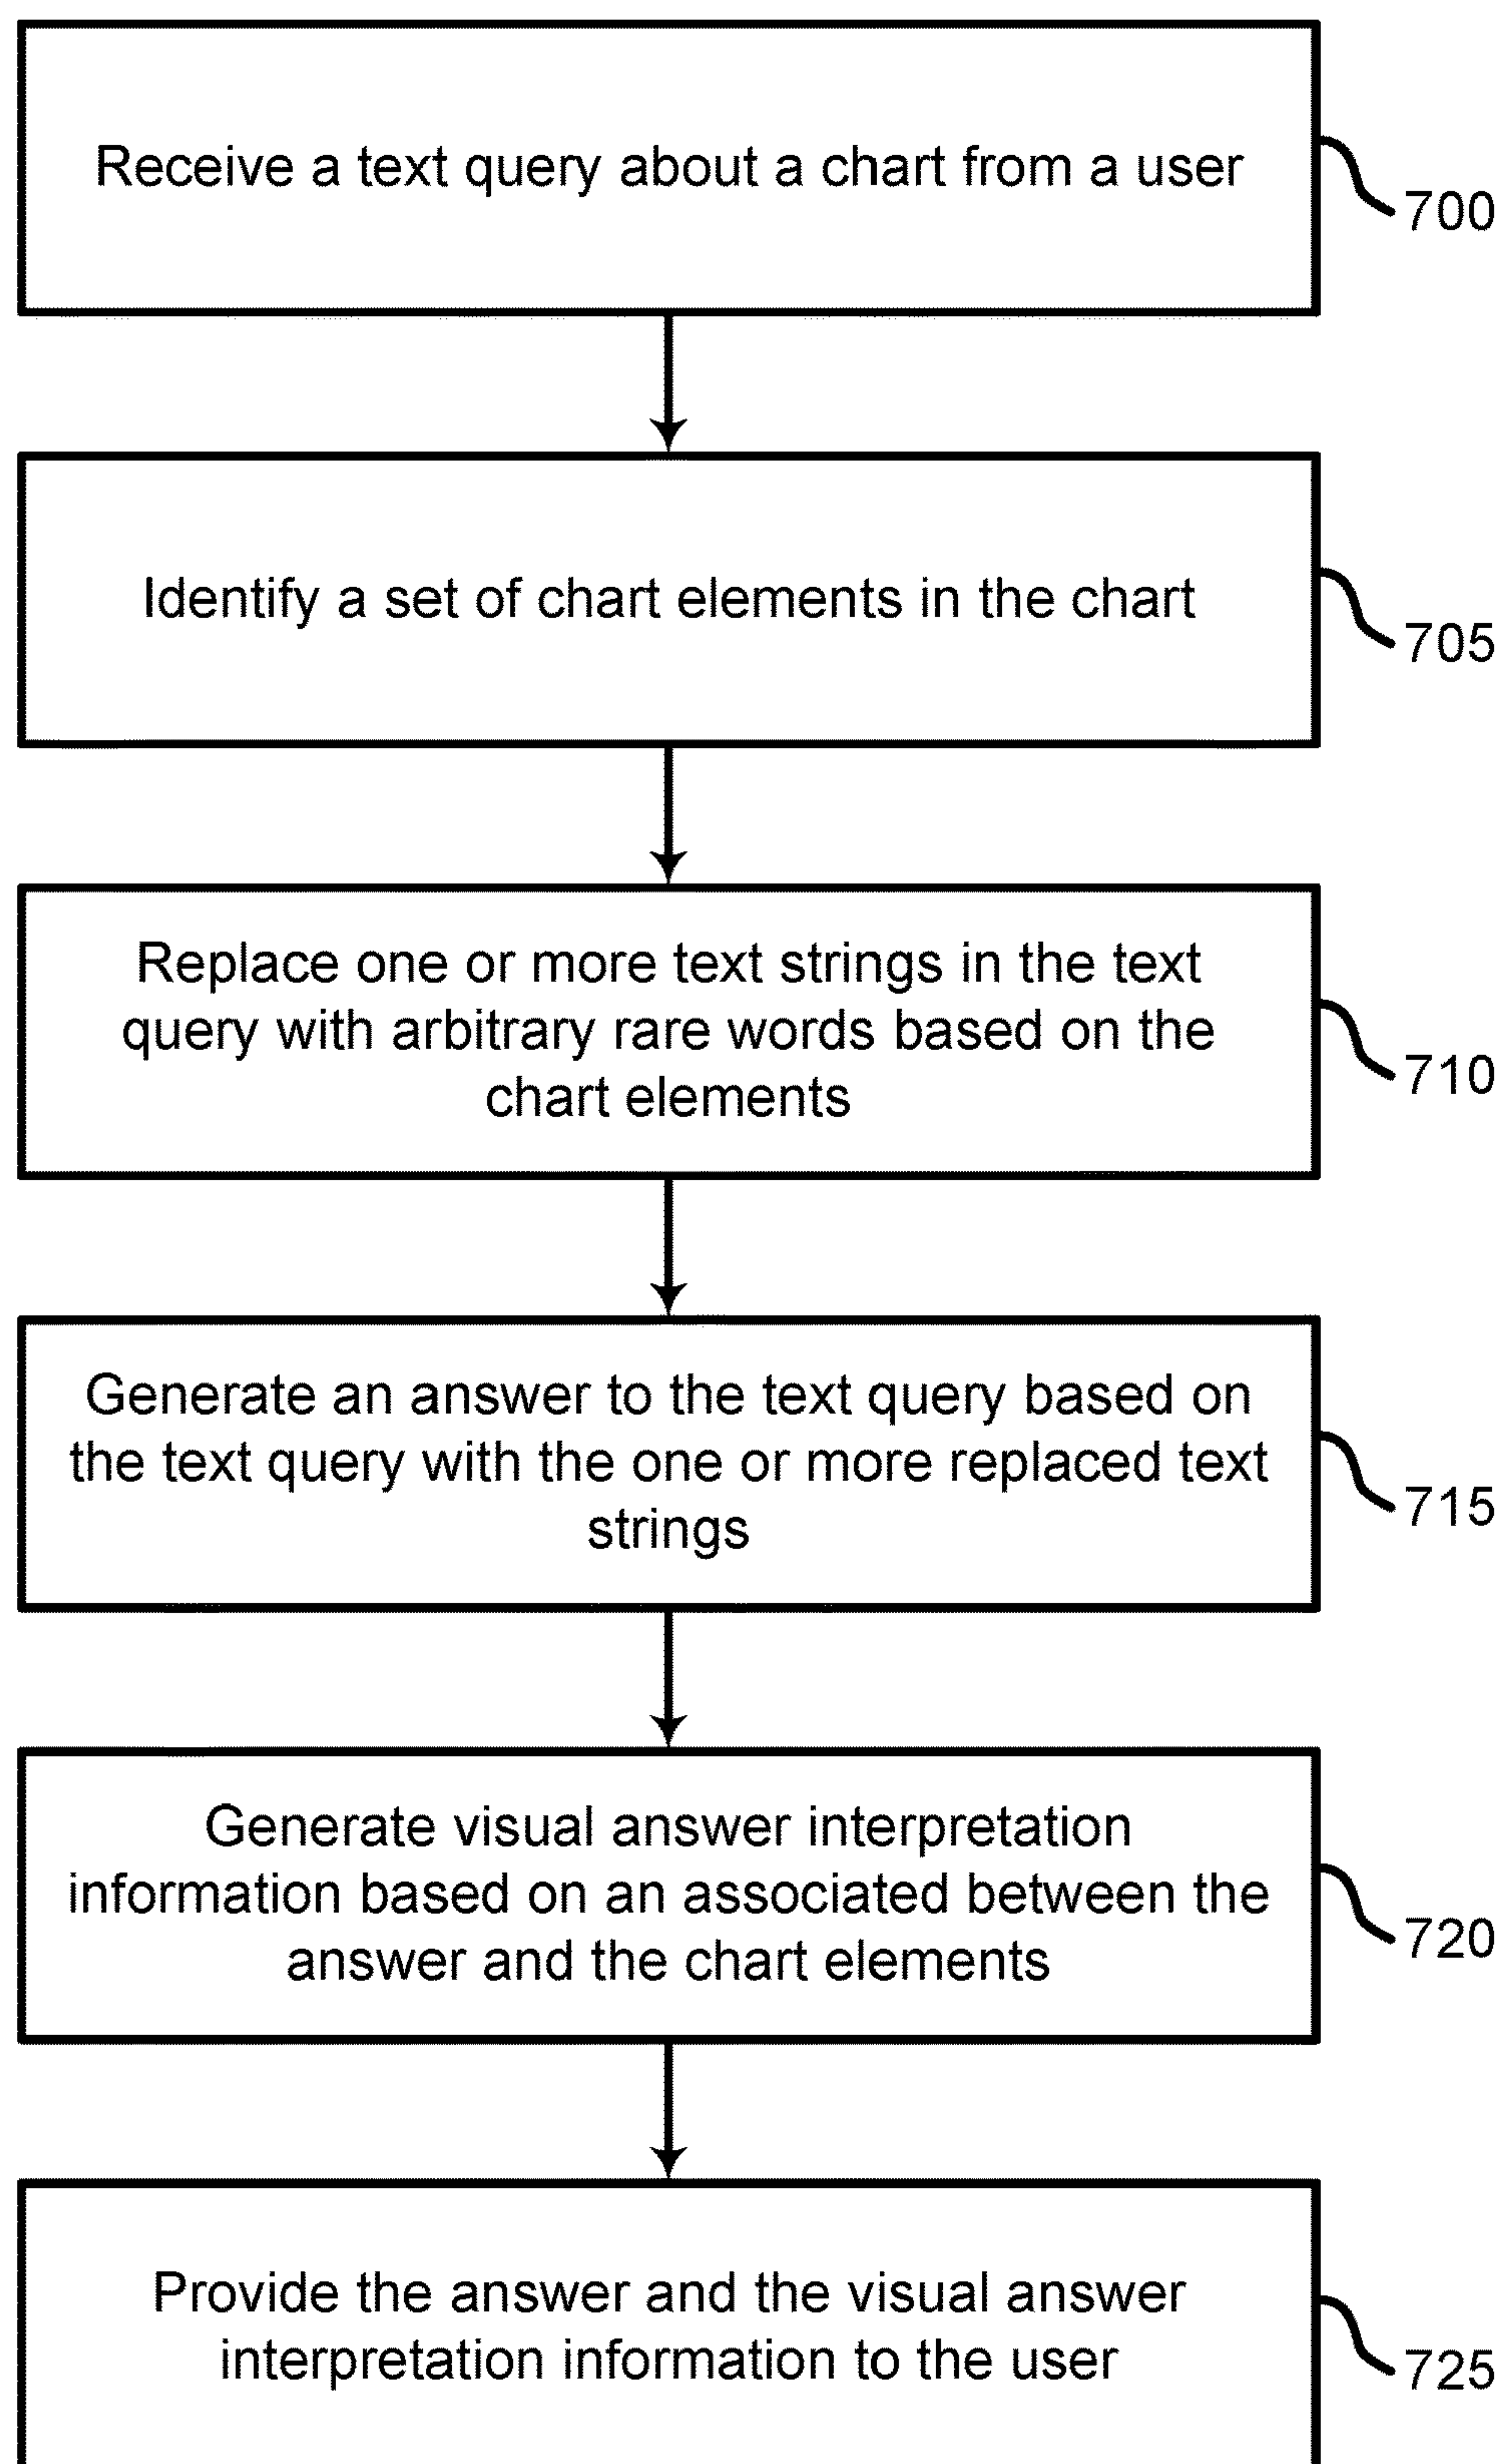 Receive a text query about a chart from a user
700
Identify a set of chart elements in the chart
705
Replace one or more text strings in the text
query with arbitrary rare words based on the
chart elements
710
Generate an answer to the text query based on
the text query with the one or more replaced text
strings
715
Generate visual answer interpretation
information based on an associated between the
answer and the chart elements
720
Provide the answer and the visual answer
interpretation information to the user
725